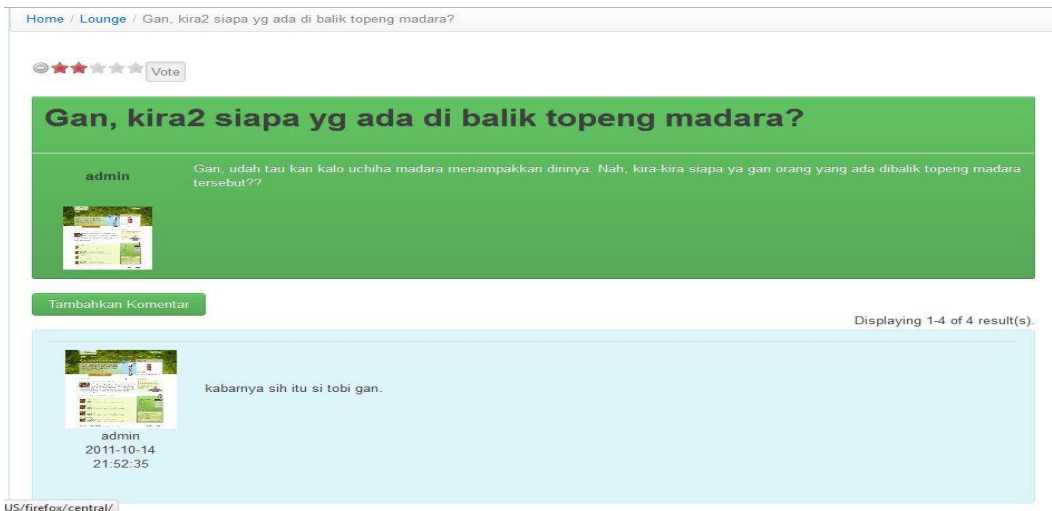 Home / Lounge / Gan, kira2 siapa yg ada di balik topeng madara?
Vote
Gan, kira2 siapa yg ada di balik topeng madara?
admin
Gan, udah tau kan kalo uchiha madara menampakkan dirinya. Nah, kira-kira siapa ya gan orang yang ada dibalik topeng madara
tersebut??
Tambahkan Komentar
Displaying 1-4 of 4 result(s).
kabarnya sih itu si tobi gan.
admin
2011-10-14
21:52:35
US/firefox/central/